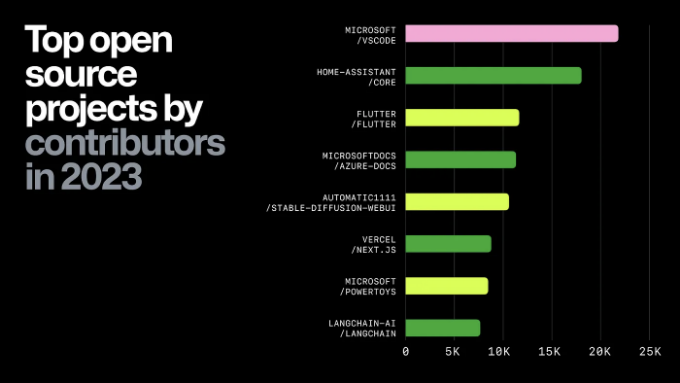 Top open
source
projects by
contributors
in 2023
MICROSOFT
/VSCODE
HOME-ASSISTANT
/CORE
FLUTTER
/FLUTTER
MICROSOFTDOCS
/AZURE-DOCS
AUTOMATIC1111
/STABLE-DIFFUSION-WEBUI
VERCEL
/NEXT.JS
MICROSOFT
/POWERTOYS
LANGCHAIN-AI
/LANGCHAIN
0 5K 10K 15K 20K 25K